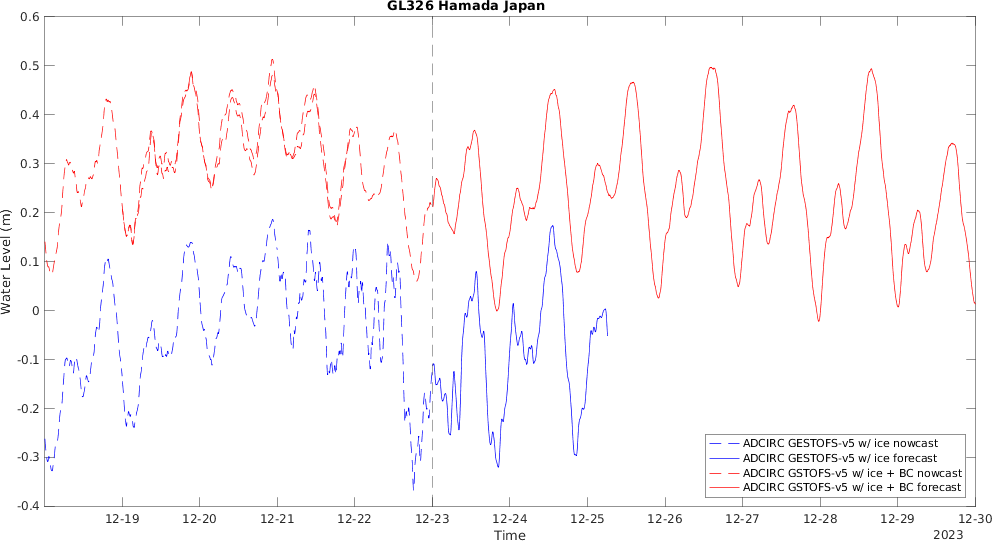 GL326 Hamada Japan
Water Level (m)
0.6
0.5
0.4
0.3
0.2
0.1
0
-0.1
-0.2
-0.3
-0.4
ADCIRC GESTOFS-v5 w/ ice nowcast
ADCIRC GESTOFS-v5 w/ ice forecast
ADCIRC GSTOFS-v5 w/ ice + BC nowcast
ADCIRC GSTOFS-v5 w/ ice + BC forecast
12-19 12-20 12-21 12-22 12-23 12-24 12-25 12-26 12-27 12-28 12-29 12-30
Time
2023